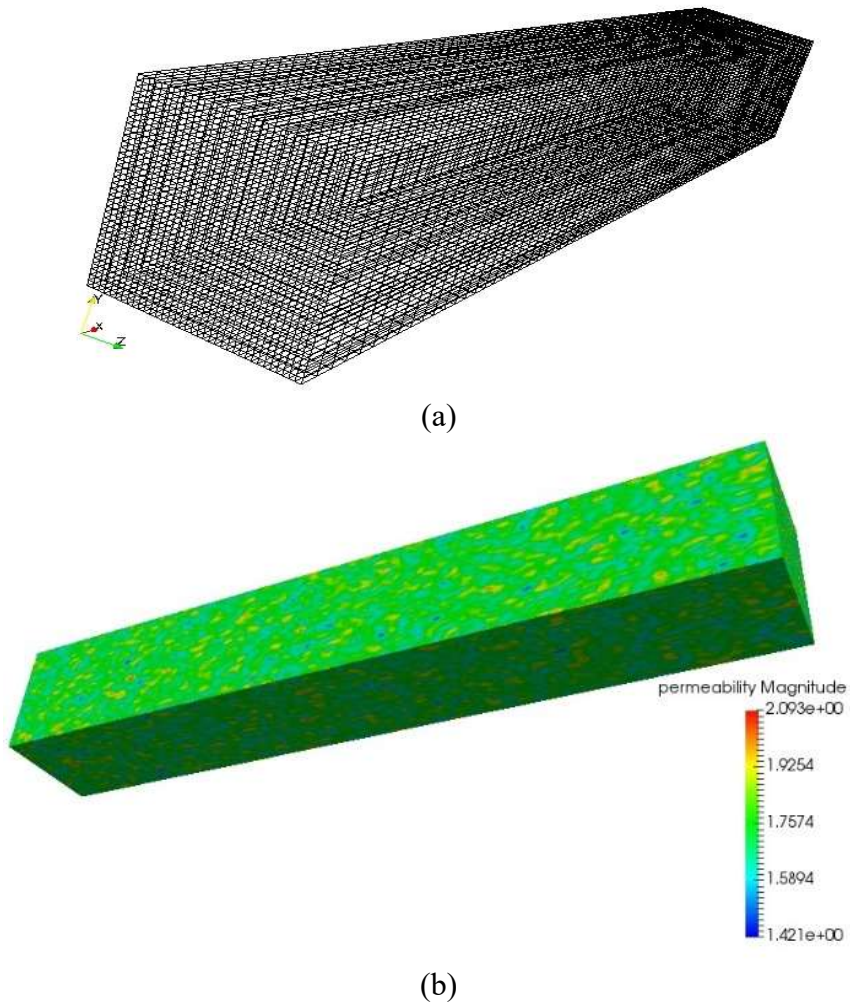 Y
X
Z
(a)
permeability Magnitude
2.093e+00
1.9254
1.7574
1.5894
1.421e+00
(b)